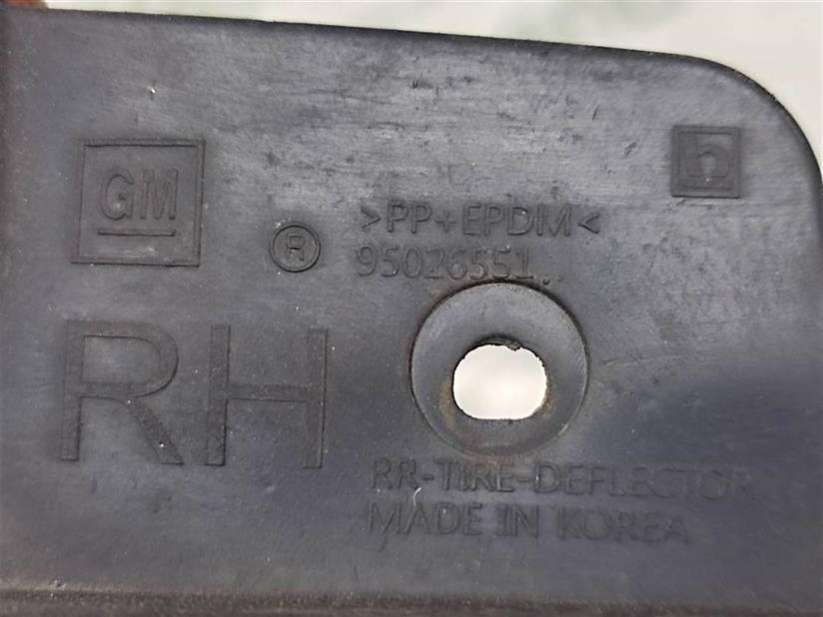 GM
>PP+EPDM<
® 95026551
RH
RR-TIRE-DEFLECTOR
MADE IN KOREA